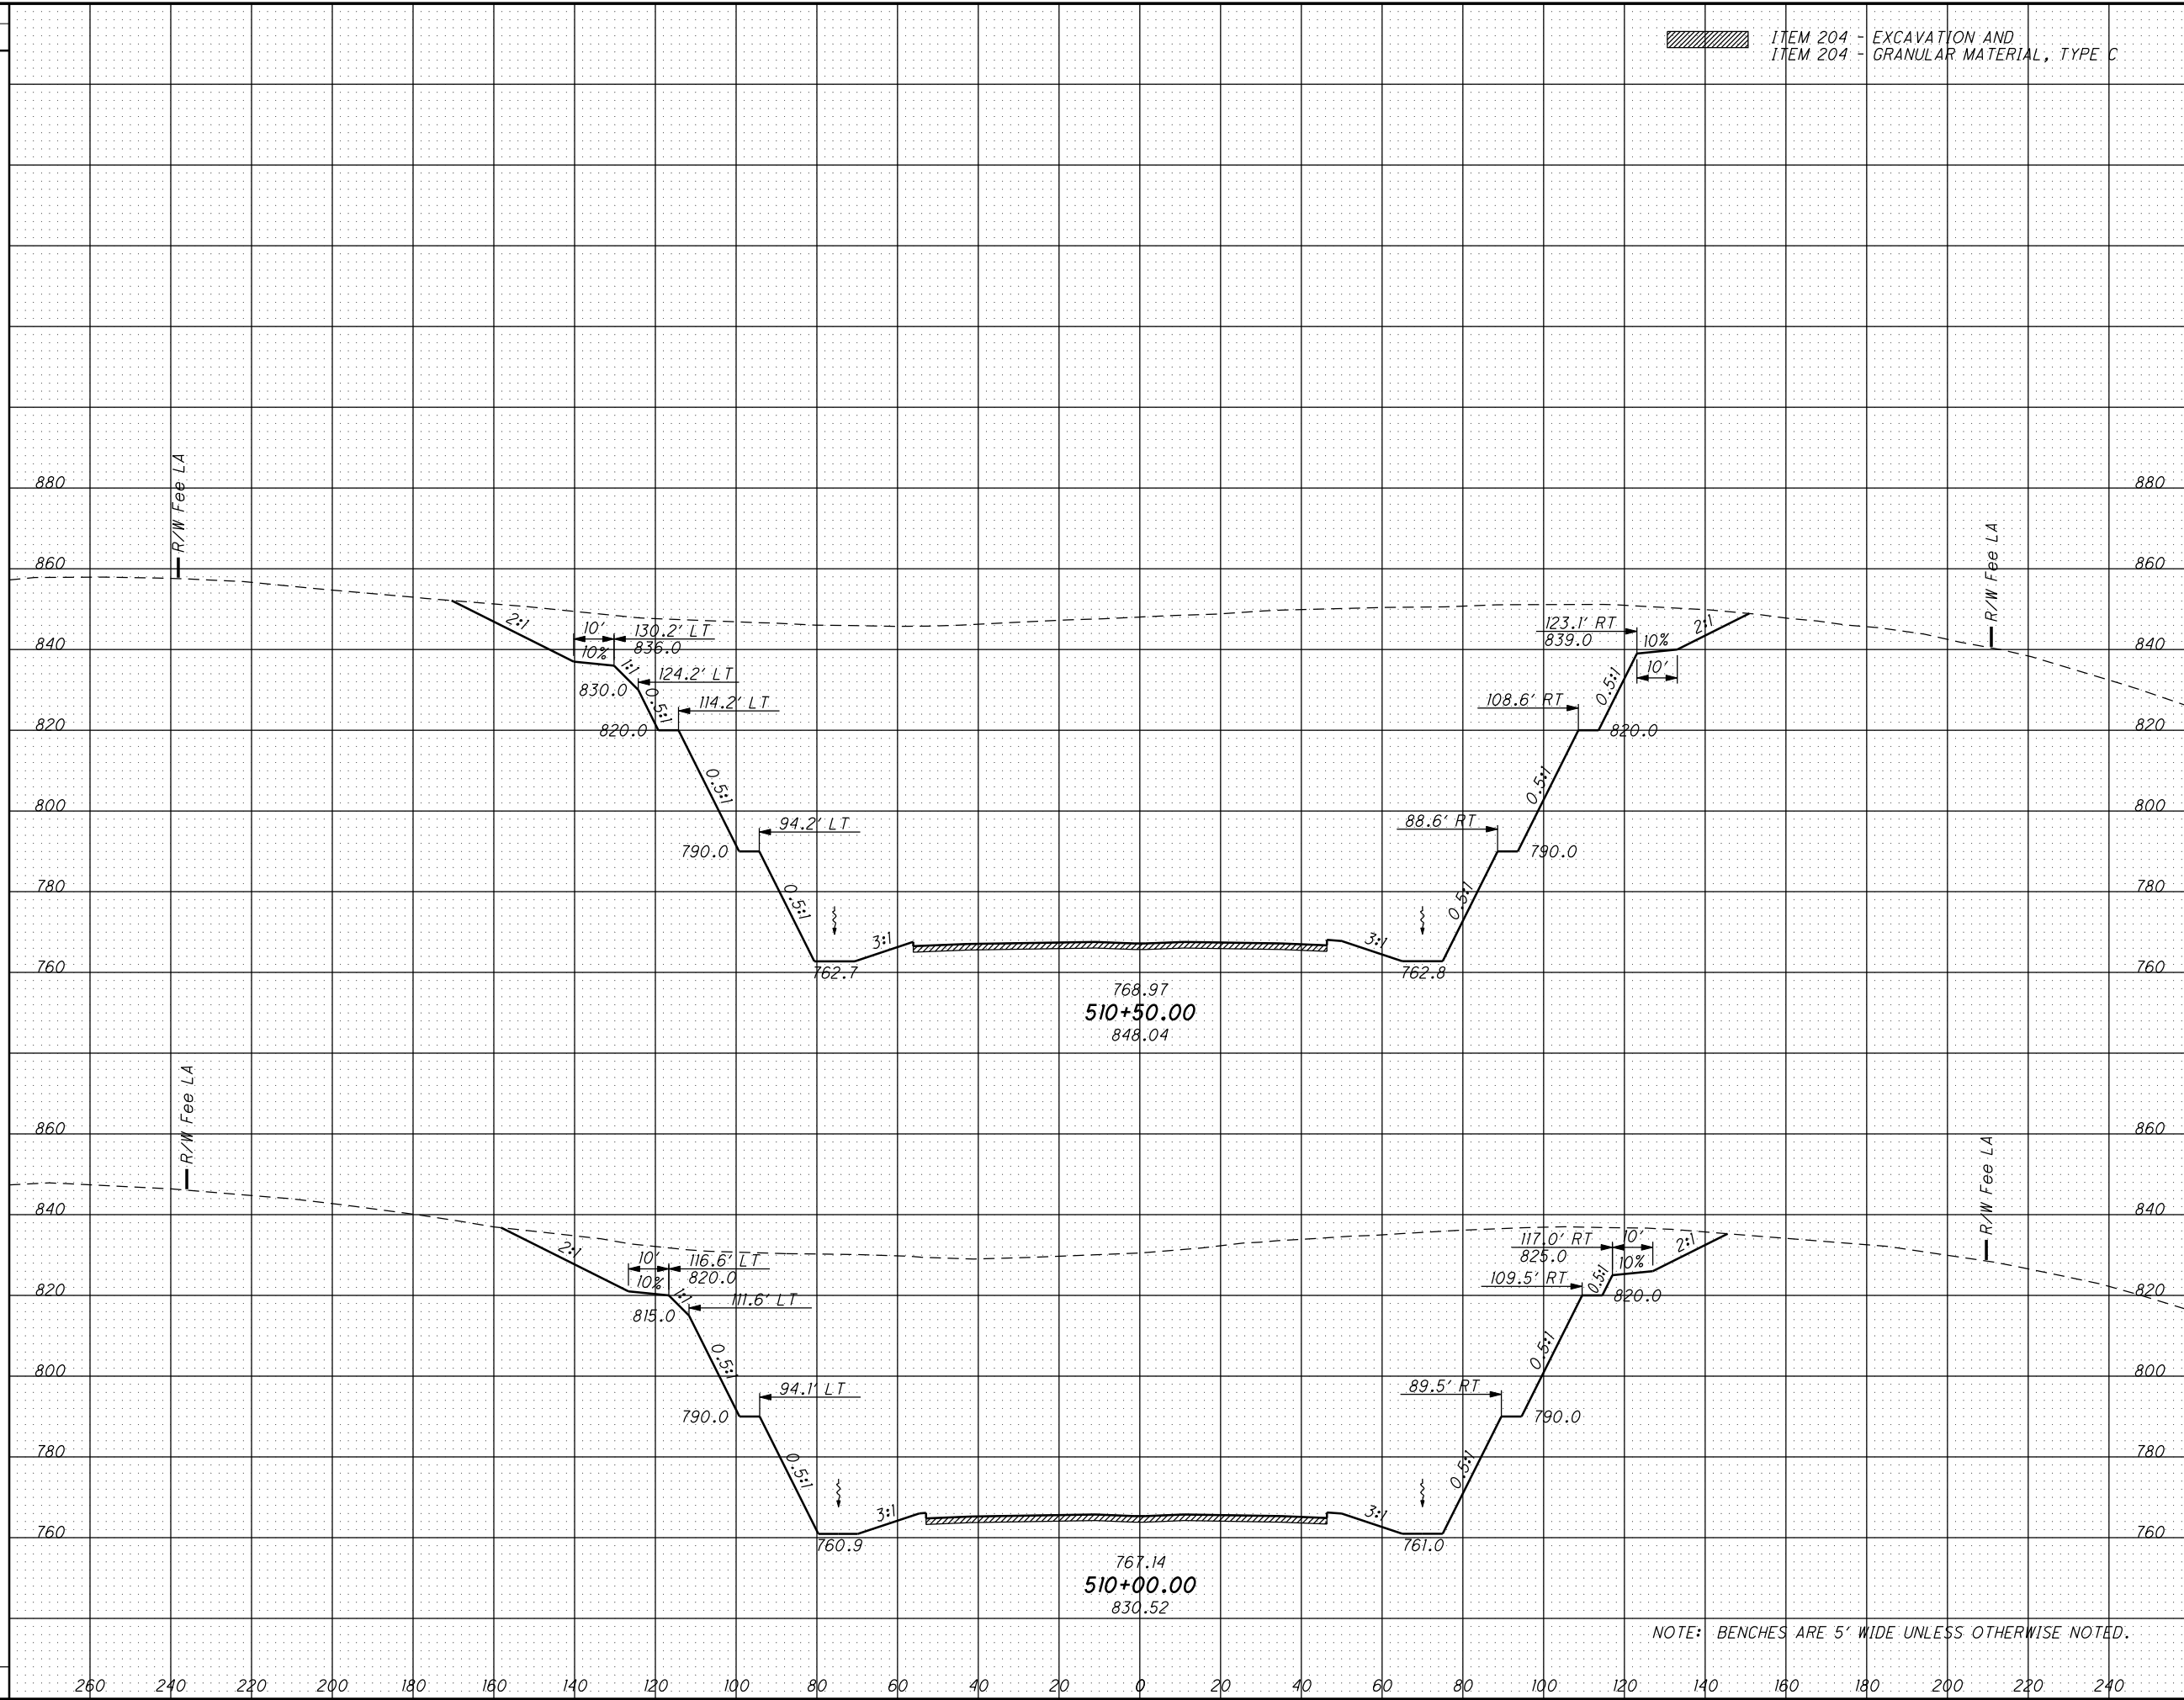 ITEM 204 - EXCAVATION AND
ITEM 204 - GRANULAR MATERIAL, TYPE C
880 880
R/W Fee LA
R/W Fee LA
860 860
2:1
10'
130.2' LT
836.0
10%
1:1
123.1' RT
839.0
10%
2:1
10'
840 840
830.0
124.2' LT
0.5:1
114.2' LT
0.5:1
108.6' RT
820 820.0 820.0 820
0.5:1
0.5:1
800 800
94.2' LT
88.6' RT
790.0 790.0
780 0.5:1 0.5:1 780
3:1 3:1
760 762.7 762.8 760
768.97
510+50.00
848.04
R/W Fee LA
R/W Fee LA
860 860
840 840
2:1
10'
116.6' LT
820.0
10%
1:1
117.0' RT
825.0
10'
10%
2:1
109.5' RT
0.5:1
820 820.0 820
815.0
111.6' LT
0.5:1
0.5:1
800 800
94.1' LT
89.5' RT
790.0 790.0
780 780
0.5:1 0.5:1
3:1 3:1
760 760.9 761.0 760
767.14
510+00.00
830.52
NOTE: BENCHES ARE 5' WIDE UNLESS OTHERWISE NOTED.
260 240 220 200 180 160 140 120 100 80 60 40 20 0 20 40 60 80 100 120 140 160 180 200 220 240